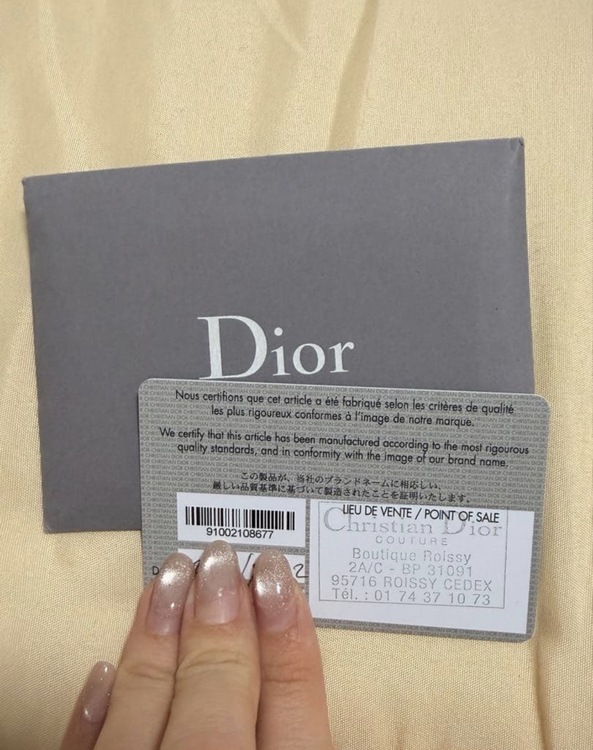 Dior
Nous certifions que cet article a été fabriqué selon les critères de qualité
les plus rigoureux conformes à l'image de notre marque.
We certify that this article has been manufactured according to the most rigourous
quality standards, and in conformity with the image of our brand name.
この製品が、当社のブランドネームに相応しい、
厳しい品質基準に基づいて製造されたことを証明いたします。
91002108677
LIEU DE VENTE / POINT OF SALE
Christian Dior
COUTURE
Boutique Roissy
2A/C - BP 31091
95716 ROISSY CEDEX
Tél. : 01 74 37 10 73